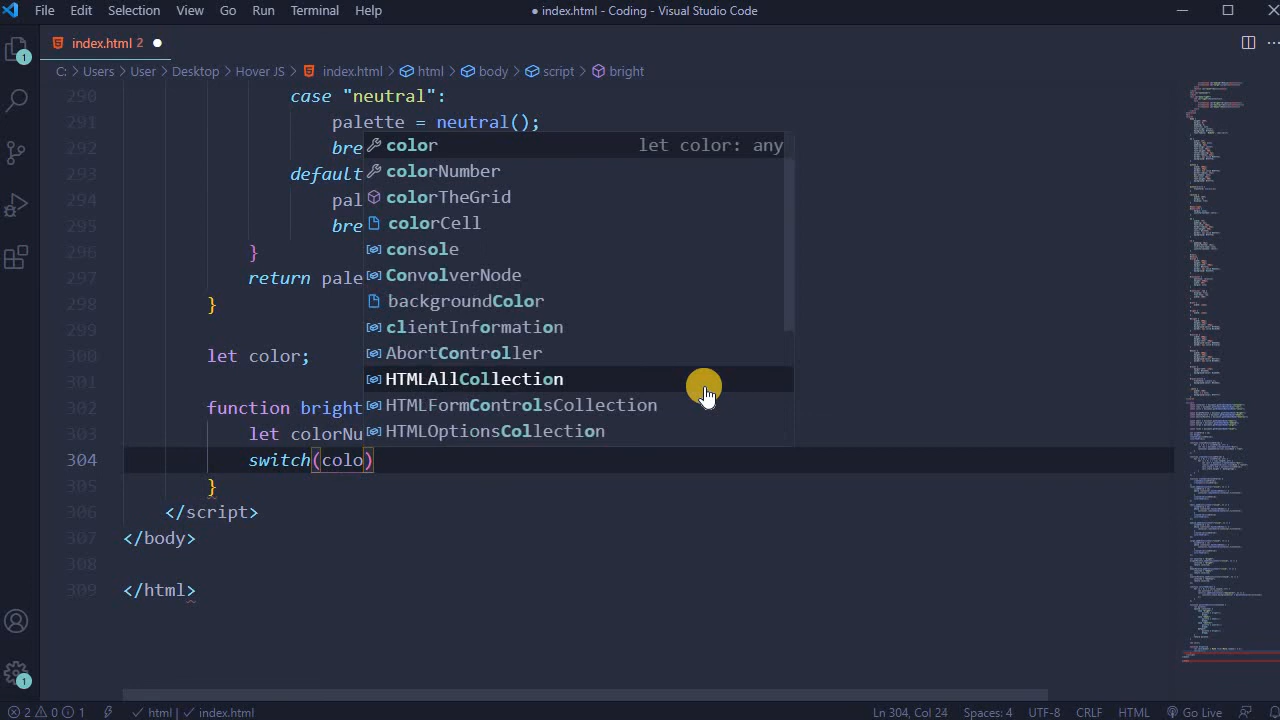 File Edit Selection View Go Run Terminal Help
● index.html - Coding - Visual Studio Code
index.html 2 ●
C: > Users > User > Desktop > Hover JS > index.html > html > body > script > bright
290 case "neutral":
291 palette = neutral();
292 bre
293 default
294 pal
295 bre
296 }
297 return pale
298 }
299
300 let color;
301
302 function bright
303 let colorNu
304 switch(colo)
305 }
306 </script>
307 </body>
308
309 </html>
color let color: any
colorNumber
colorTheGrid
colorCell
console
ConvolverNode
backgroundColor
clientInformation
AbortController
HTMLAllCollection
HTMLFormControlsCollection
HTMLOptionsCollection
1
1
2 0 1 html index.html Ln 304, Col 24 Spaces: 4 UTF-8 CRLF HTML Go Live